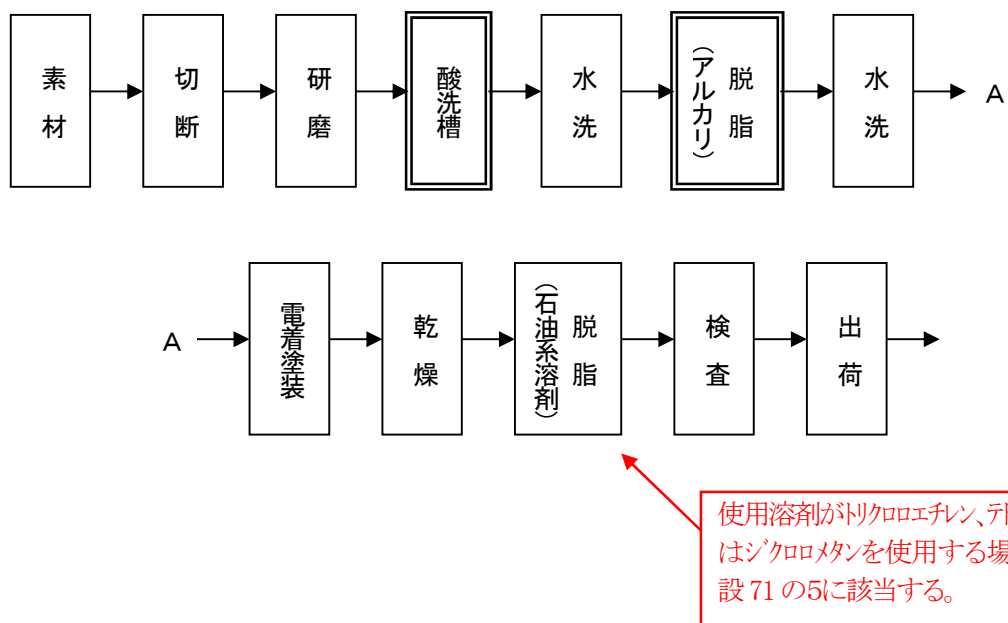 素材
切断
研磨
酸洗槽
水洗
脱脂
(アルカリ)
水洗
A
A
電着塗装
乾燥
脱脂
(石油系溶剤)
検査
出荷
使用溶剤がトリクロロエチレン、テト
はジクロロメタンを使用する場
設71の5に該当する。